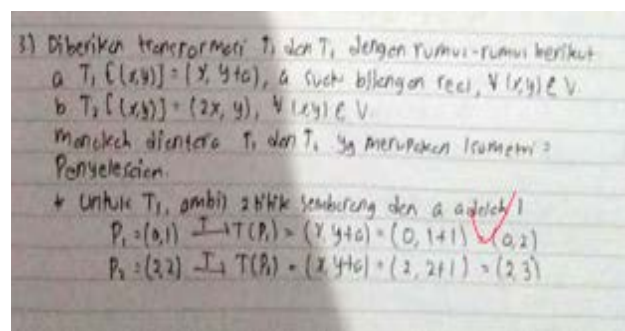 3) Diberikan transformasi T₁ dan T₂ dengan rumus-rumus berikut
a T₁ [(x,y)] = (x, y+a), a suatu bilangan reel, ∀ (x,y) ∈ V
b T₂ [(x,y)] = (2x, y), ∀ (x,y) ∈ V
Manakah diantara T₁ dan T₂ yg merupakan Isometri ?
Penyelesaian.
* Untuk T₁, ambil 2 titik sembarang dan a adalah 1
P₁ = (0,1) → T(P₁) = (x, y+a) = (0, 1+1) = (0,2)
P₂ = (2,2) → T(P₂) = (x, y+a) = (2, 2+1) = (2,3)